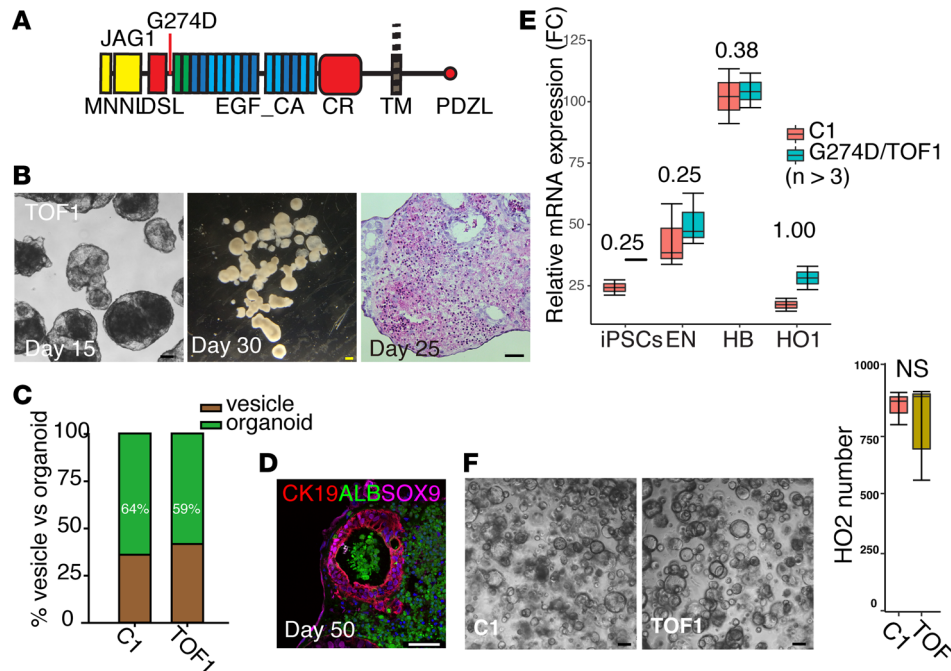 A
G274D
JAG1
MNNL
DSL
EGF_CA
CR
TM
PDZL
B
TOF1
Day 15
Day 30
Day 25
C
vesicle
organoid
% vesicle vs organoid
100
75
50
25
0
64%
59%
C1
TOF1
D
CK19ALBSOX9
Day 50
E
Relative mRNA expression (FC)
125
100
75
50
25
0.25
0.25
0.38
1.00
C1
G274D/TOF1
(n > 3)
iPSCs
EN
HB
HO1
F
C1
TOF1
NS
HO2 number
1000
750
500
250
0
C1
TOF